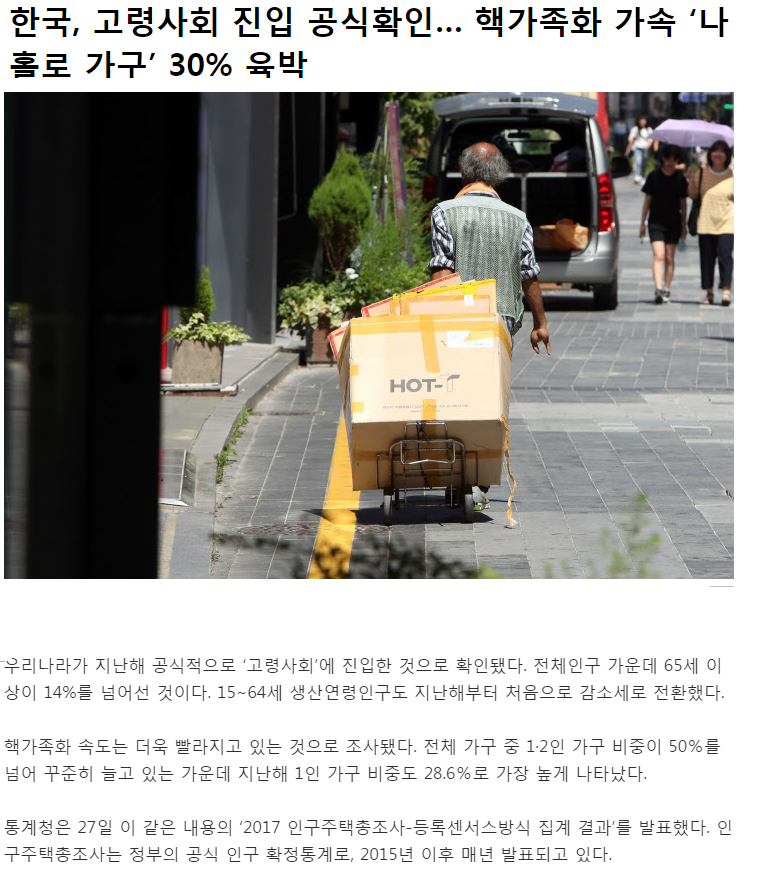 한국, 고령사회 진입 공식확인… 핵가족화 가속 ‘나
홀로 가구’ 30% 육박
HOT-T
우리나라가 지난해 공식적으로 ‘고령사회’에 진입한 것으로 확인됐다. 전체인구 가운데 65세 이
상이 14%를 넘어선 것이다. 15~64세 생산연령인구도 지난해부터 처음으로 감소세로 전환했다.
핵가족화 속도는 더욱 빨라지고 있는 것으로 조사됐다. 전체 가구 중 1·2인 가구 비중이 50%를
넘어 꾸준히 늘고 있는 가운데 지난해 1인 가구 비중도 28.6%로 가장 높게 나타났다.
통계청은 27일 이 같은 내용의 ‘2017 인구주택총조사-등록센서스방식 집계 결과’를 발표했다. 인
구주택총조사는 정부의 공식 인구 확정통계로, 2015년 이후 매년 발표되고 있다.